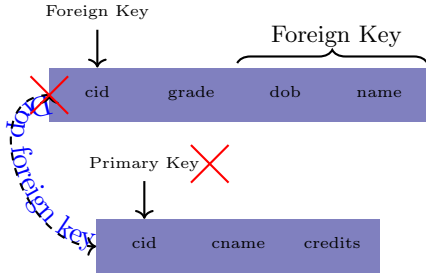 Foreign Key
Foreign Key
cid grade dob name
Drop foreign key
Primary Key
cid cname credits